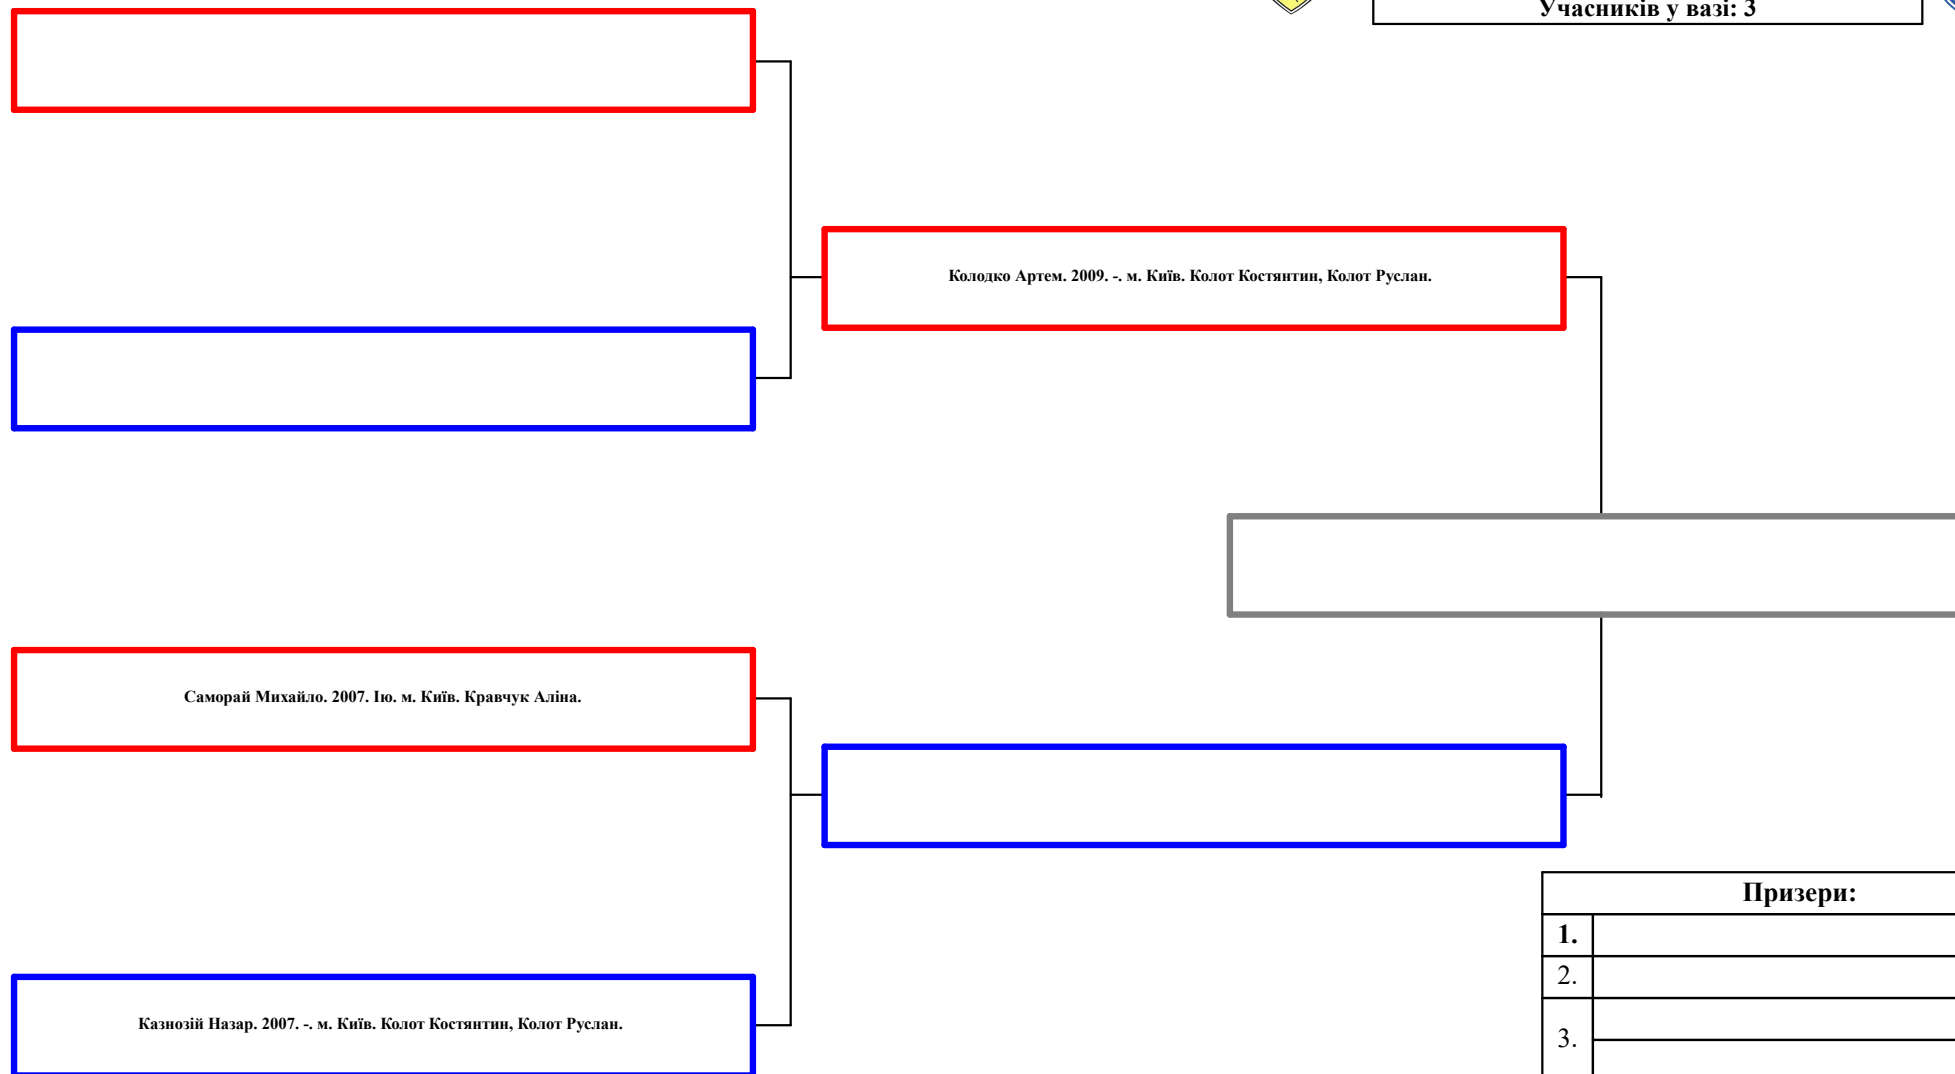 Учасників у вазі: 3
Колодко Артем. 2009. -. м. Київ. Колот Костянтин, Колот Руслан.
Саморай Михайло. 2007. Ію. м. Київ. Кравчук Аліна.
Казнозій Назар. 2007. -. м. Київ. Колот Костянтин, Колот Руслан.
Призери:
1.
2.
3.